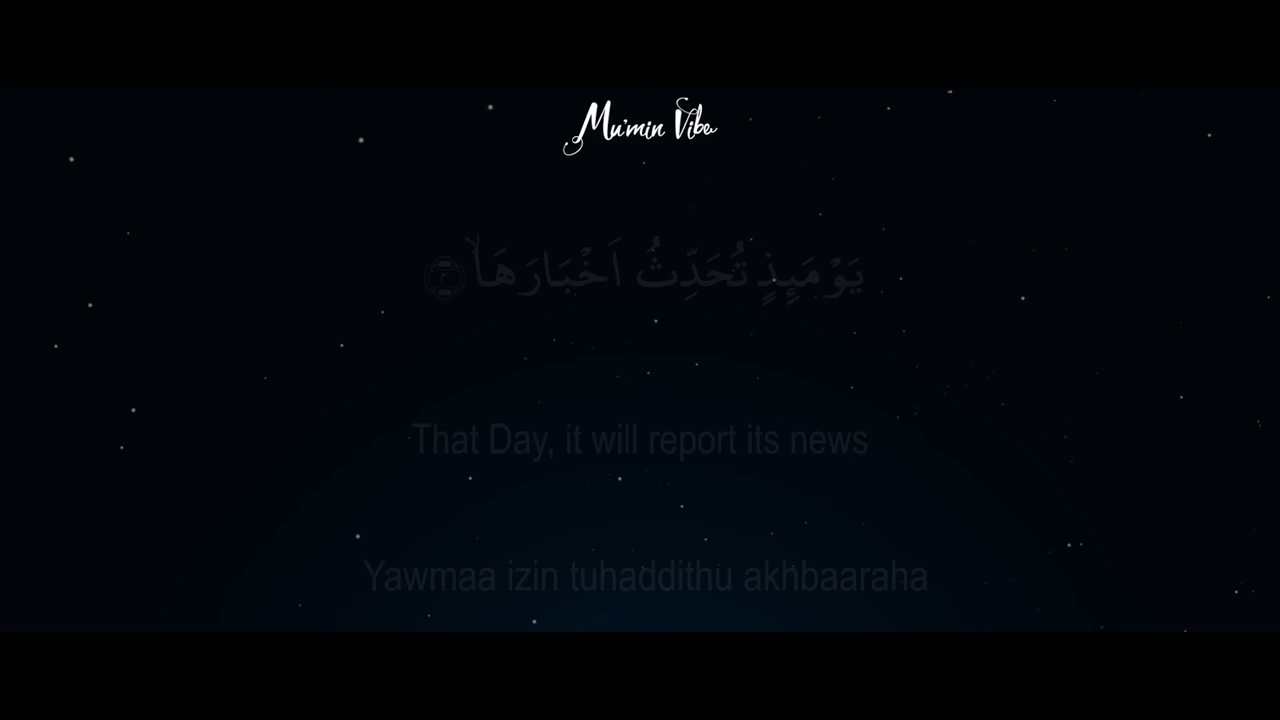 Mu'min Vibe
يَوْمَىِٕذٍ تُحَدِّثُ اَخْبَارَهَاۙ
That Day, it will report its news
Yawmaa izin tuhaddithu akhbaaraha